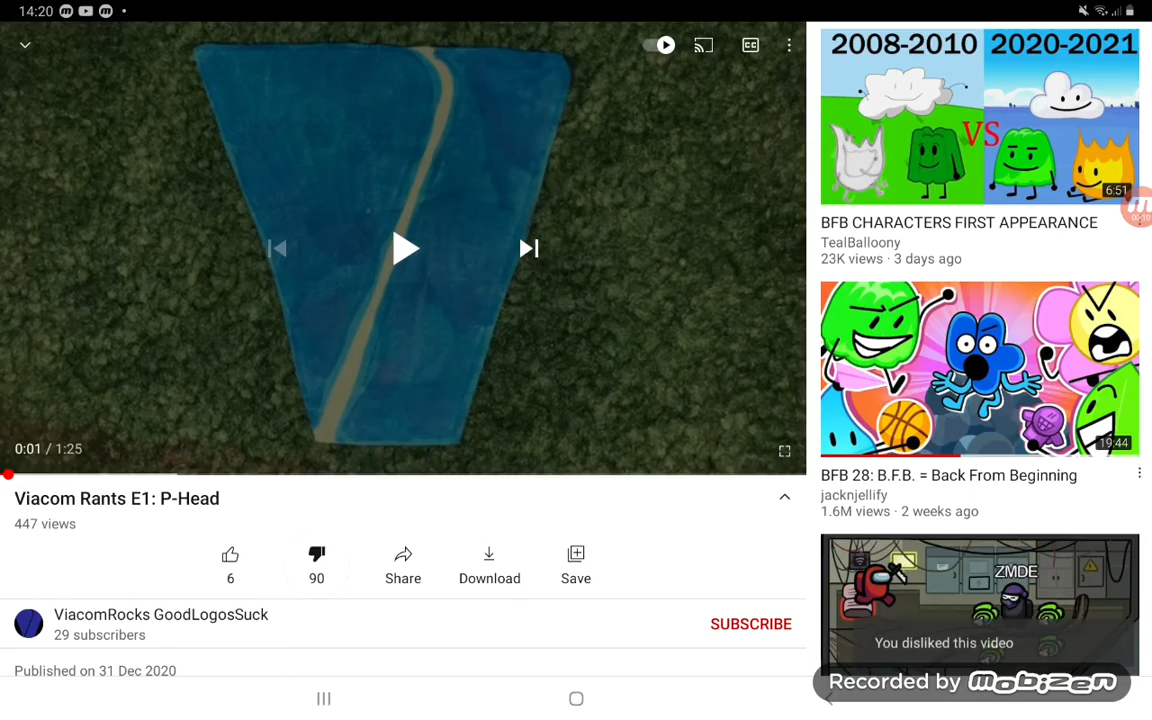 14:20
2008-2010 2020-2021
VS
6:51
BFB CHARACTERS FIRST APPEARANCE
TealBalloony
23K views · 3 days ago
00:10
CC
0:01 / 1:25
19:44
BFB 28: B.F.B. = Back From Beginning
jacknjellify
1.6M views · 2 weeks ago
Viacom Rants E1: P-Head
447 views
6
90
Share
Download
Save
ViacomRocks GoodLogosSuck
29 subscribers
SUBSCRIBE
Published on 31 Dec 2020
ZMDE
You disliked this video
Recorded by mobizen